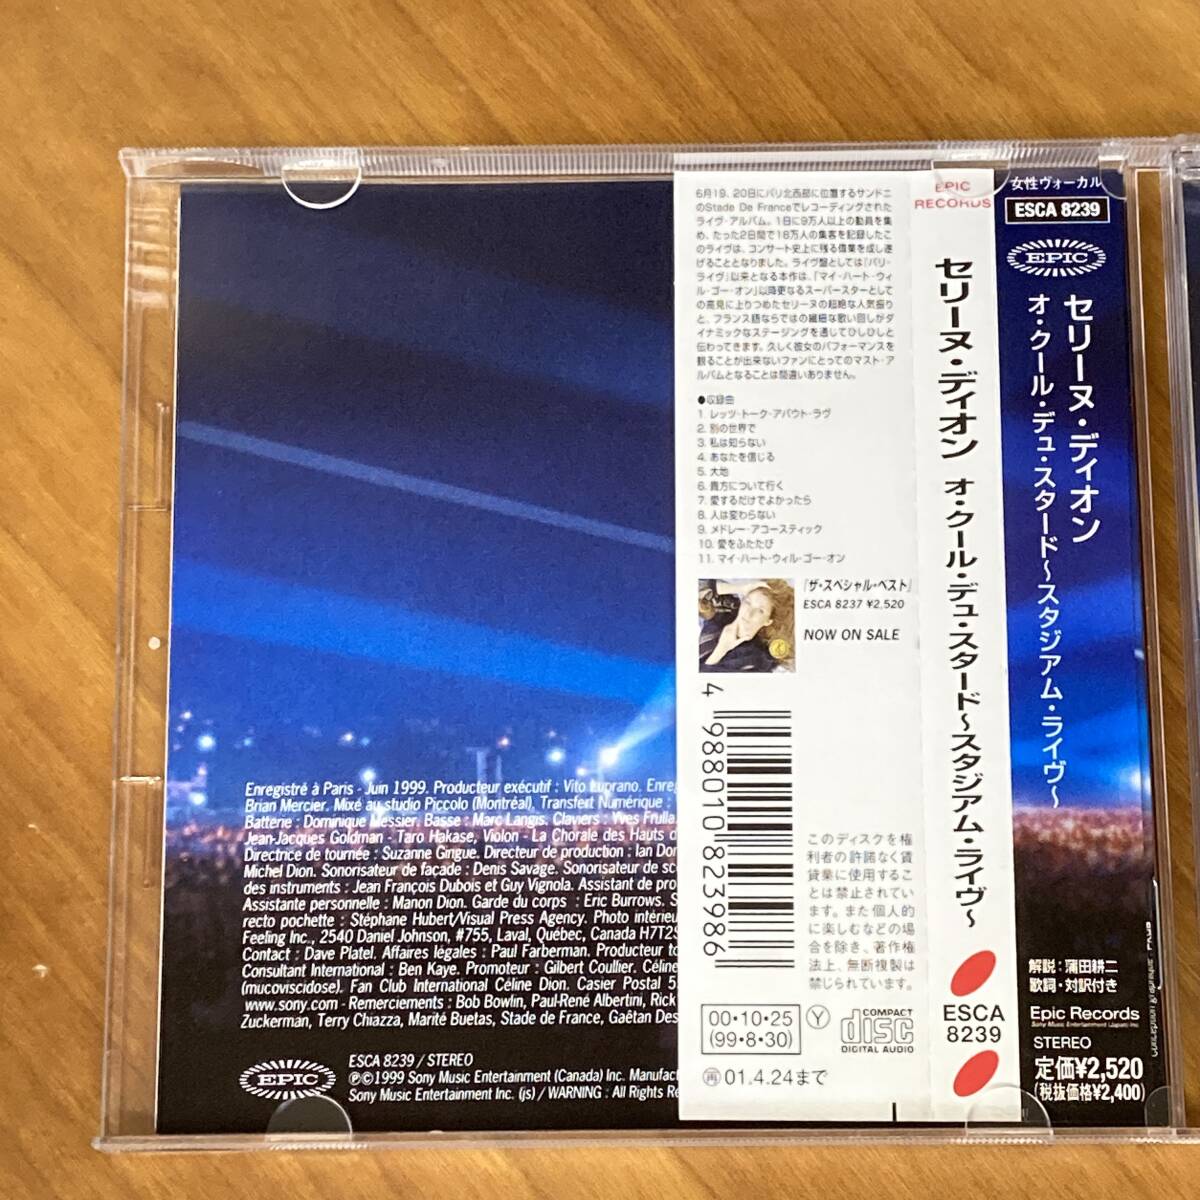 6月19、20日にパリ北西部に位置するサンドニ
のStade De Franceでレコーディングされた
ライヴ・アルバム。1日に9万人以上の動員を集
め、たった2日間で18万人の集客を記録したこ
のライヴは、コンサート史上に残る偉業を成し遂
げることとなりました。ライヴ盤としては「パリ・
ライヴ」以来となる本作は、「マイ・ハート・ウィ
ル・ゴー・オン」以降更なるスーパースターとして
の高見に上りつめたセリーヌの超絶な人気振り
と、フランス語ならではの繊細な歌い回しがダ
イナミックなステージングを通じてひしひしと
伝わってきます。久しく彼女のパフォーマンスを
観ることが出来ないファンにとってのマスト・ア
ルバムとなることは間違いありません。
●収録曲
1. レッツ・トーク・アバウト・ラヴ
2. 別の世界で
3. 私は知らない
4. あなたを信じる
5. 大地
6. 貴方について行く
7. 愛するだけでよかったら
8. 人は変わらない
9. メドレー・アコースティック
10. 愛をふたたび
11. マイ・ハート・ウィル・ゴー・オン
「ザ・スペシャル・ベスト」
ESCA 8237 ¥2,520
NOW ON SALE
4 988010 823986
このディスクを権
利者の許諾なく賃
貸業に使用するこ
とは禁止されてい
ます。また個人的
に楽しむなどの場
合を除き、著作権
法上、無断複製は
禁じられています。
00・10・25
(99・8・30)
Y
COMPACT
disc
DIGITAL AUDIO
再01.4.24まで
EPIC
RECORDS
セリーヌ・ディオン オ・クール・デュ・スタード～スタジアム・ライヴ～
ESCA
8239
女性ヴォーカル
ESCA 8239
EPIC
セリーヌ・ディオン
オ・クール・デュ・スタード～スタジアム・ライヴ～
解説：蒲田耕二
歌詞・対訳付き
Epic Records
Sony Music Entertainment (Japan) Inc.
STEREO
定価¥2,520
(税抜価格¥2,400)
Enregistré à Paris - Juin 1999. Producteur exécutif : Vito Luprano. Enreg
Brian Mercier. Mixé au studio Piccolo (Montréal). Transfert Numérique :
Batterie : Dominique Messier. Basse : Marc Langis. Claviers : Yves Frulla.
Jean-Jacques Goldman - Taro Hakase, Violon - La Chorale des Hauts d
Directrice de tournée : Suzanne Gingue. Directeur de production : Ian Don
Michel Dion. Sonorisateur de façade : Denis Savage. Sonorisateur de sc
des instruments : Jean François Dubois et Guy Vignola. Assistant de pro
Assistante personnelle : Manon Dion. Garde du corps : Eric Burrows. S
recto pochette : Stéphane Hubert/Visual Press Agency. Photo intérieu
Feeling Inc., 2540 Daniel Johnson, #755, Laval, Québec, Canada H7T2S
Contact : Dave Platel. Affaires légales : Paul Farberman. Producteur to
Consultant International : Ben Kaye. Promoteur : Gilbert Coullier. Céline
(mucoviscidose). Fan Club International Céline Dion. Casier Postal 5
www.sony.com - Remerciements : Bob Bowlin, Paul-René Albertini, Rick
Zuckerman, Terry Chiazza, Marité Buetas, Stade de France, Gaëtan Des
EPIC
ESCA 8239 / STEREO
℗©1999 Sony Music Entertainment (Canada) Inc. Manufact
Sony Music Entertainment Inc. (js) / WARNING : All Rights Re